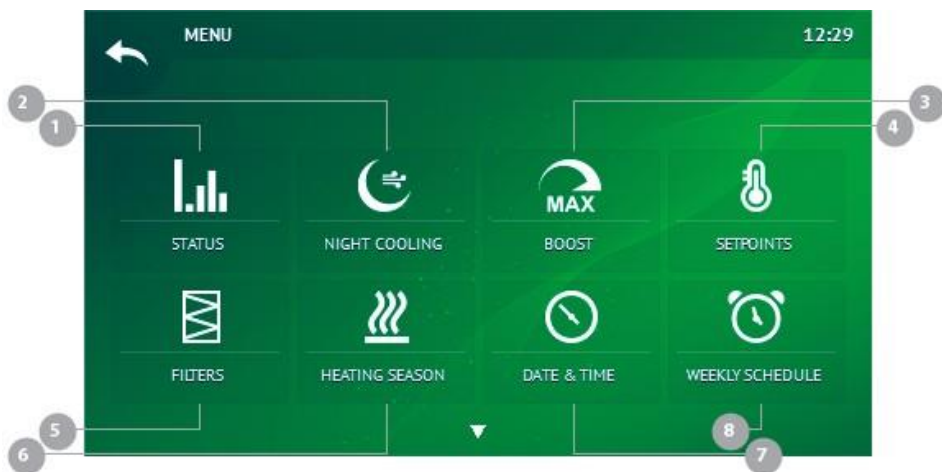 MENU 12:29
2 3
1 4
MAX
STATUS NIGHT COOLING BOOST SETPOINTS
FILTERS HEATING SEASON DATE & TIME WEEKLY SCHEDULE
5 8
6 7